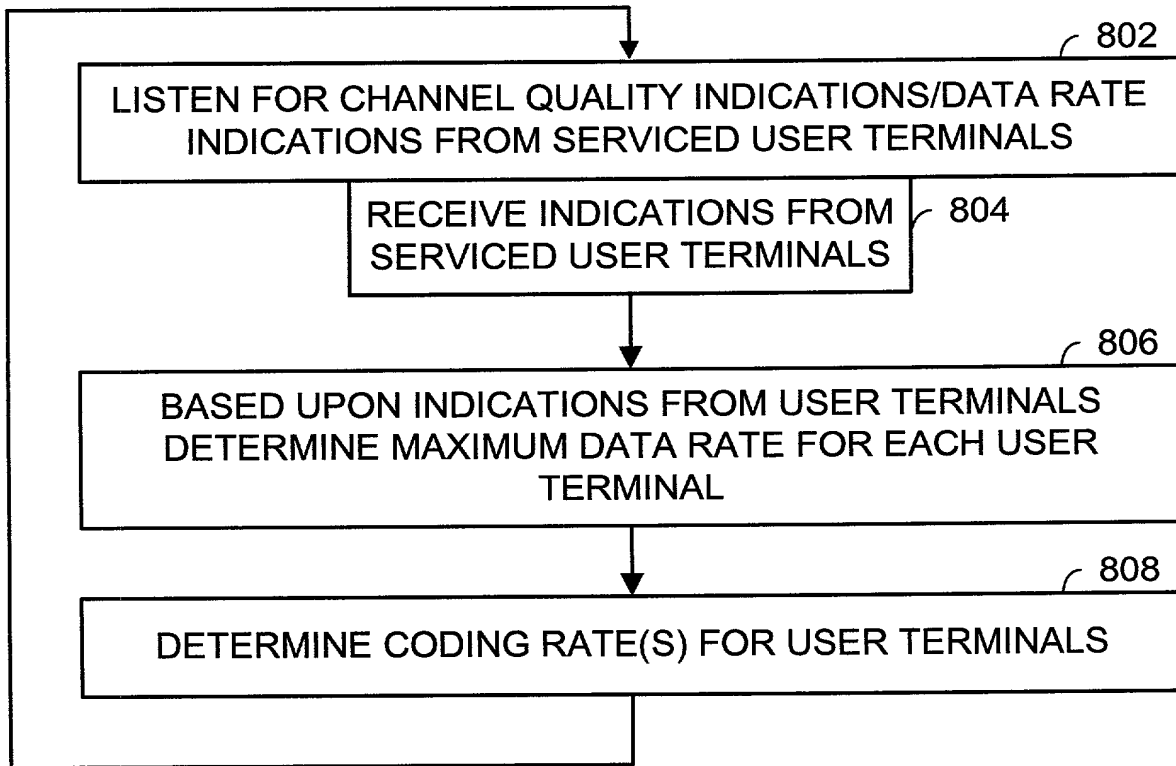 802
LISTEN FOR CHANNEL QUALITY INDICATIONS/DATA RATE
INDICATIONS FROM SERVICED USER TERMINALS
RECEIVE INDICATIONS FROM
SERVICED USER TERMINALS
804
806
BASED UPON INDICATIONS FROM USER TERMINALS
DETERMINE MAXIMUM DATA RATE FOR EACH USER
TERMINAL
808
DETERMINE CODING RATE(S) FOR USER TERMINALS